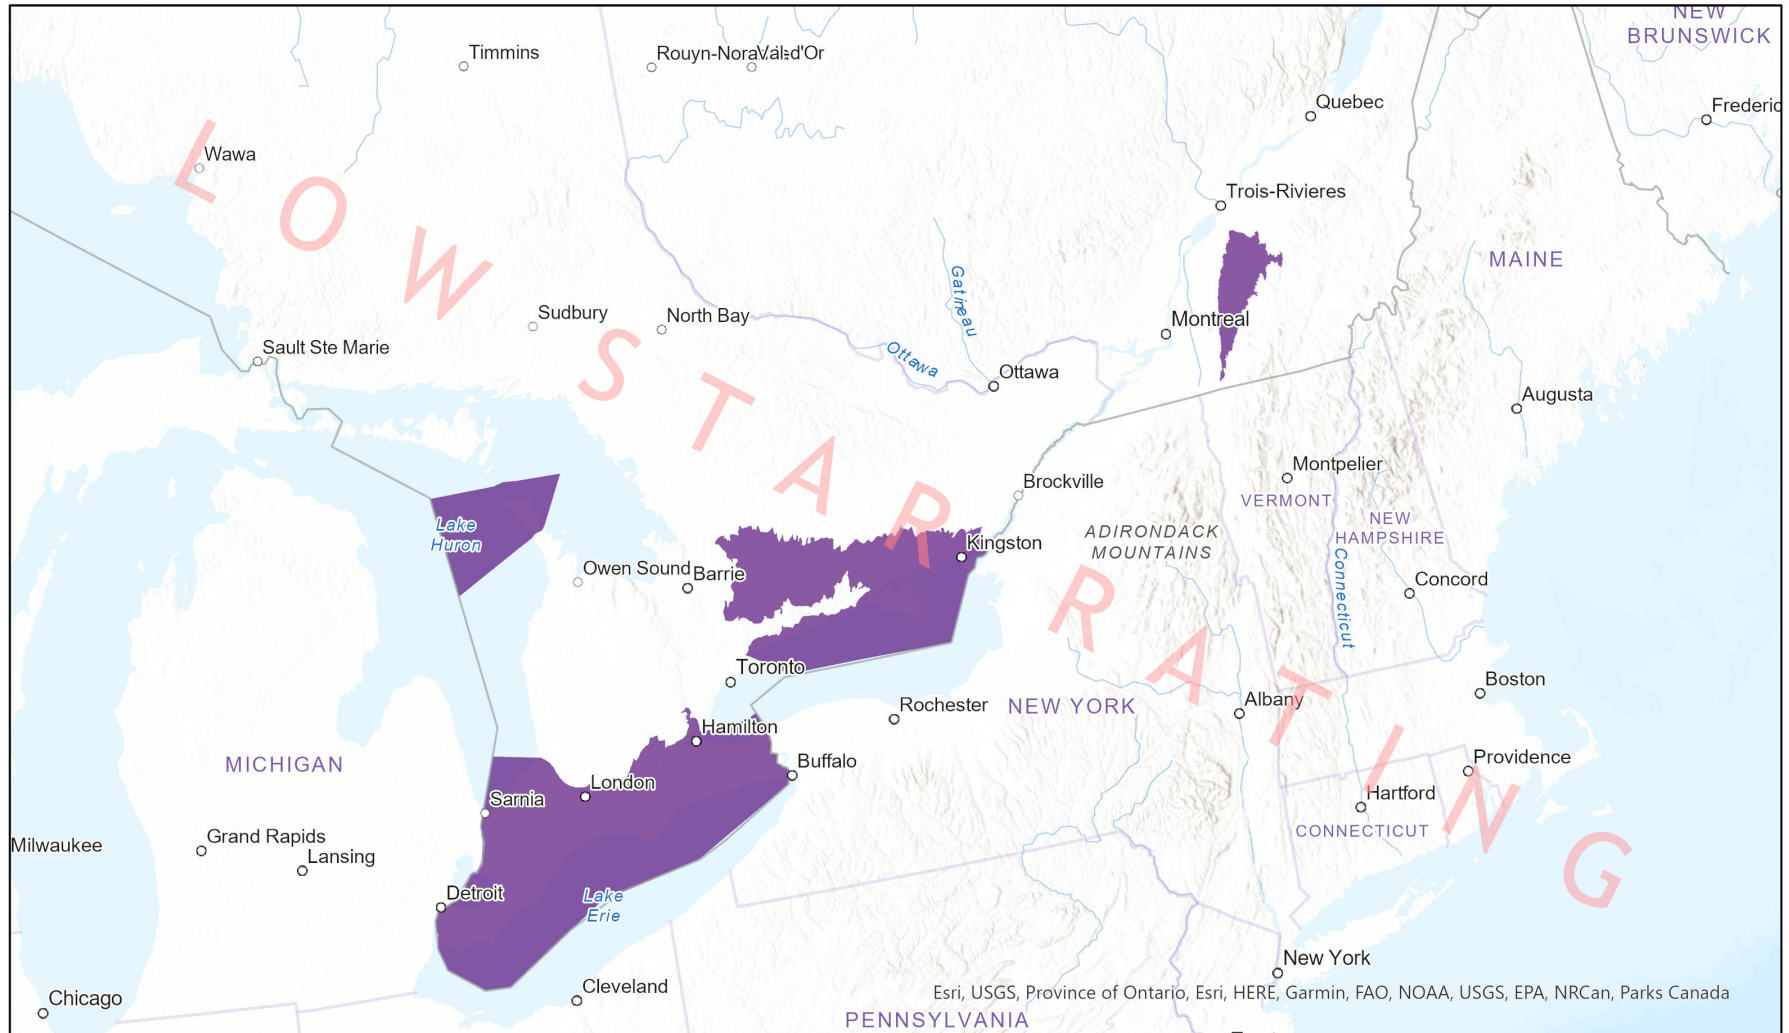 NEW
BRUNSWICK
Timmins
Rouyn-Nora
Val-d'Or
Quebec
Frederic
Wawa
Trois-Rivieres
MAINE
Gatineau
Sudbury
North Bay
Montreal
Sault Ste Marie
Ottawa
Ottawa
Augusta
Montpelier
VERMONT
Brockville
NEW
HAMPSHIRE
Lake
Huron
ADIRONDACK
MOUNTAINS
Kingston
Owen Sound
Barrie
Concord
Connecticut
Toronto
Boston
Rochester
NEW YORK
Albany
Hamilton
MICHIGAN
Buffalo
Providence
London
Sarnia
Hartford
CONNECTICUT
Grand Rapids
Milwaukee
Lansing
Detroit
Lake
Erie
New York
Cleveland
Chicago
Esri, USGS, Province of Ontario, Esri, HERE, Garmin, FAO, NOAA, USGS, EPA, NRCan, Parks Canada
PENNSYLVANIA
LOW STAR RATING